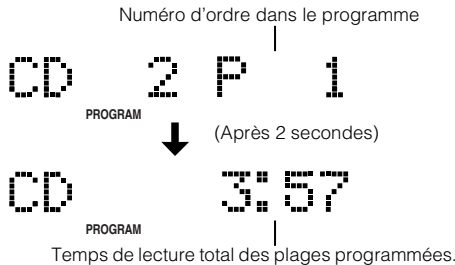 Numéro d'ordre dans le programme
CD 2 P 1
PROGRAM
(Après 2 secondes)
CD 3:57
PROGRAM
Temps de lecture total des plages programmées.